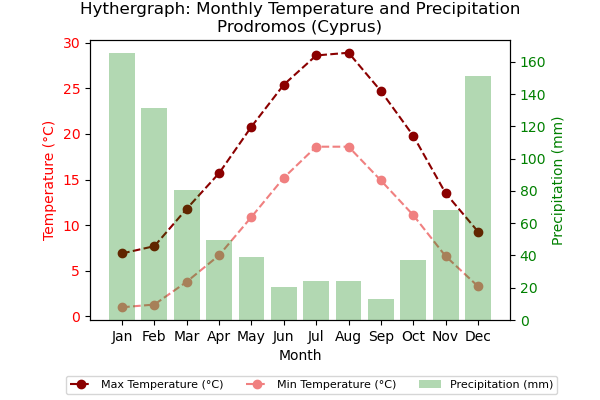 Hythergraph: Monthly Temperature and Precipitation
Prodromos (Cyprus)
30
25
20
15
10
5
0
Temperature (°C)
160
140
120
100
80
60
40
20
0
Precipitation (mm)
Jan Feb Mar Apr May Jun Jul Aug Sep Oct Nov Dec
Month
Max Temperature (°C) Min Temperature (°C) Precipitation (mm)